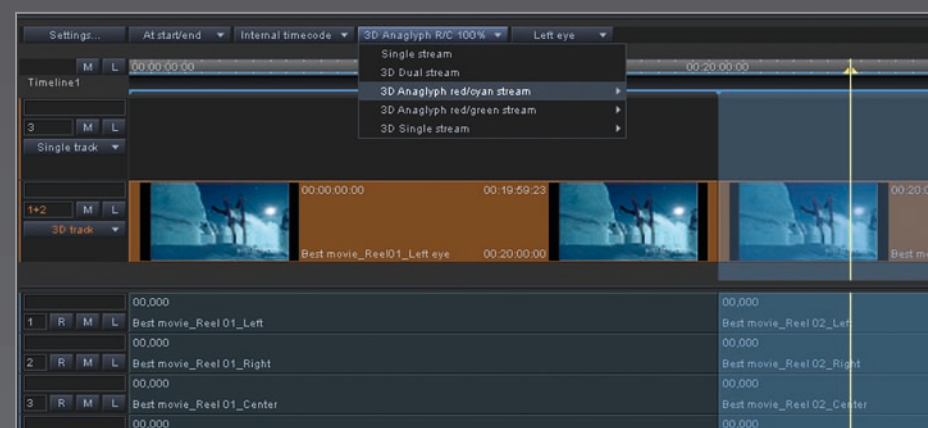 Settings... At start/end Internal timecode 3D Anaglyph R/C 100% Left eye
Single stream
3D Dual stream
3D Anaglyph red/cyan stream
3D Anaglyph red/green stream
3D Single stream
M L 00:00:00:00 00:20:00:00
Timeline1
3 M L
Single track
00:00:00:00 00:19:59:23 00:20:0
1+2 M L
3D track
Best movie_Reel01_Left eye 00:20:00:00 Best m
00,000 00,000
1 R M L Best movie_Reel 01_Left Best movie_Reel 02_Left
00,000 00,000
2 R M L Best movie_Reel 01_Right Best movie_Reel 02_Right
00,000 00,000
3 R M L Best movie_Reel 01_Center Best movie_Reel 02_Center
00,000 00,000